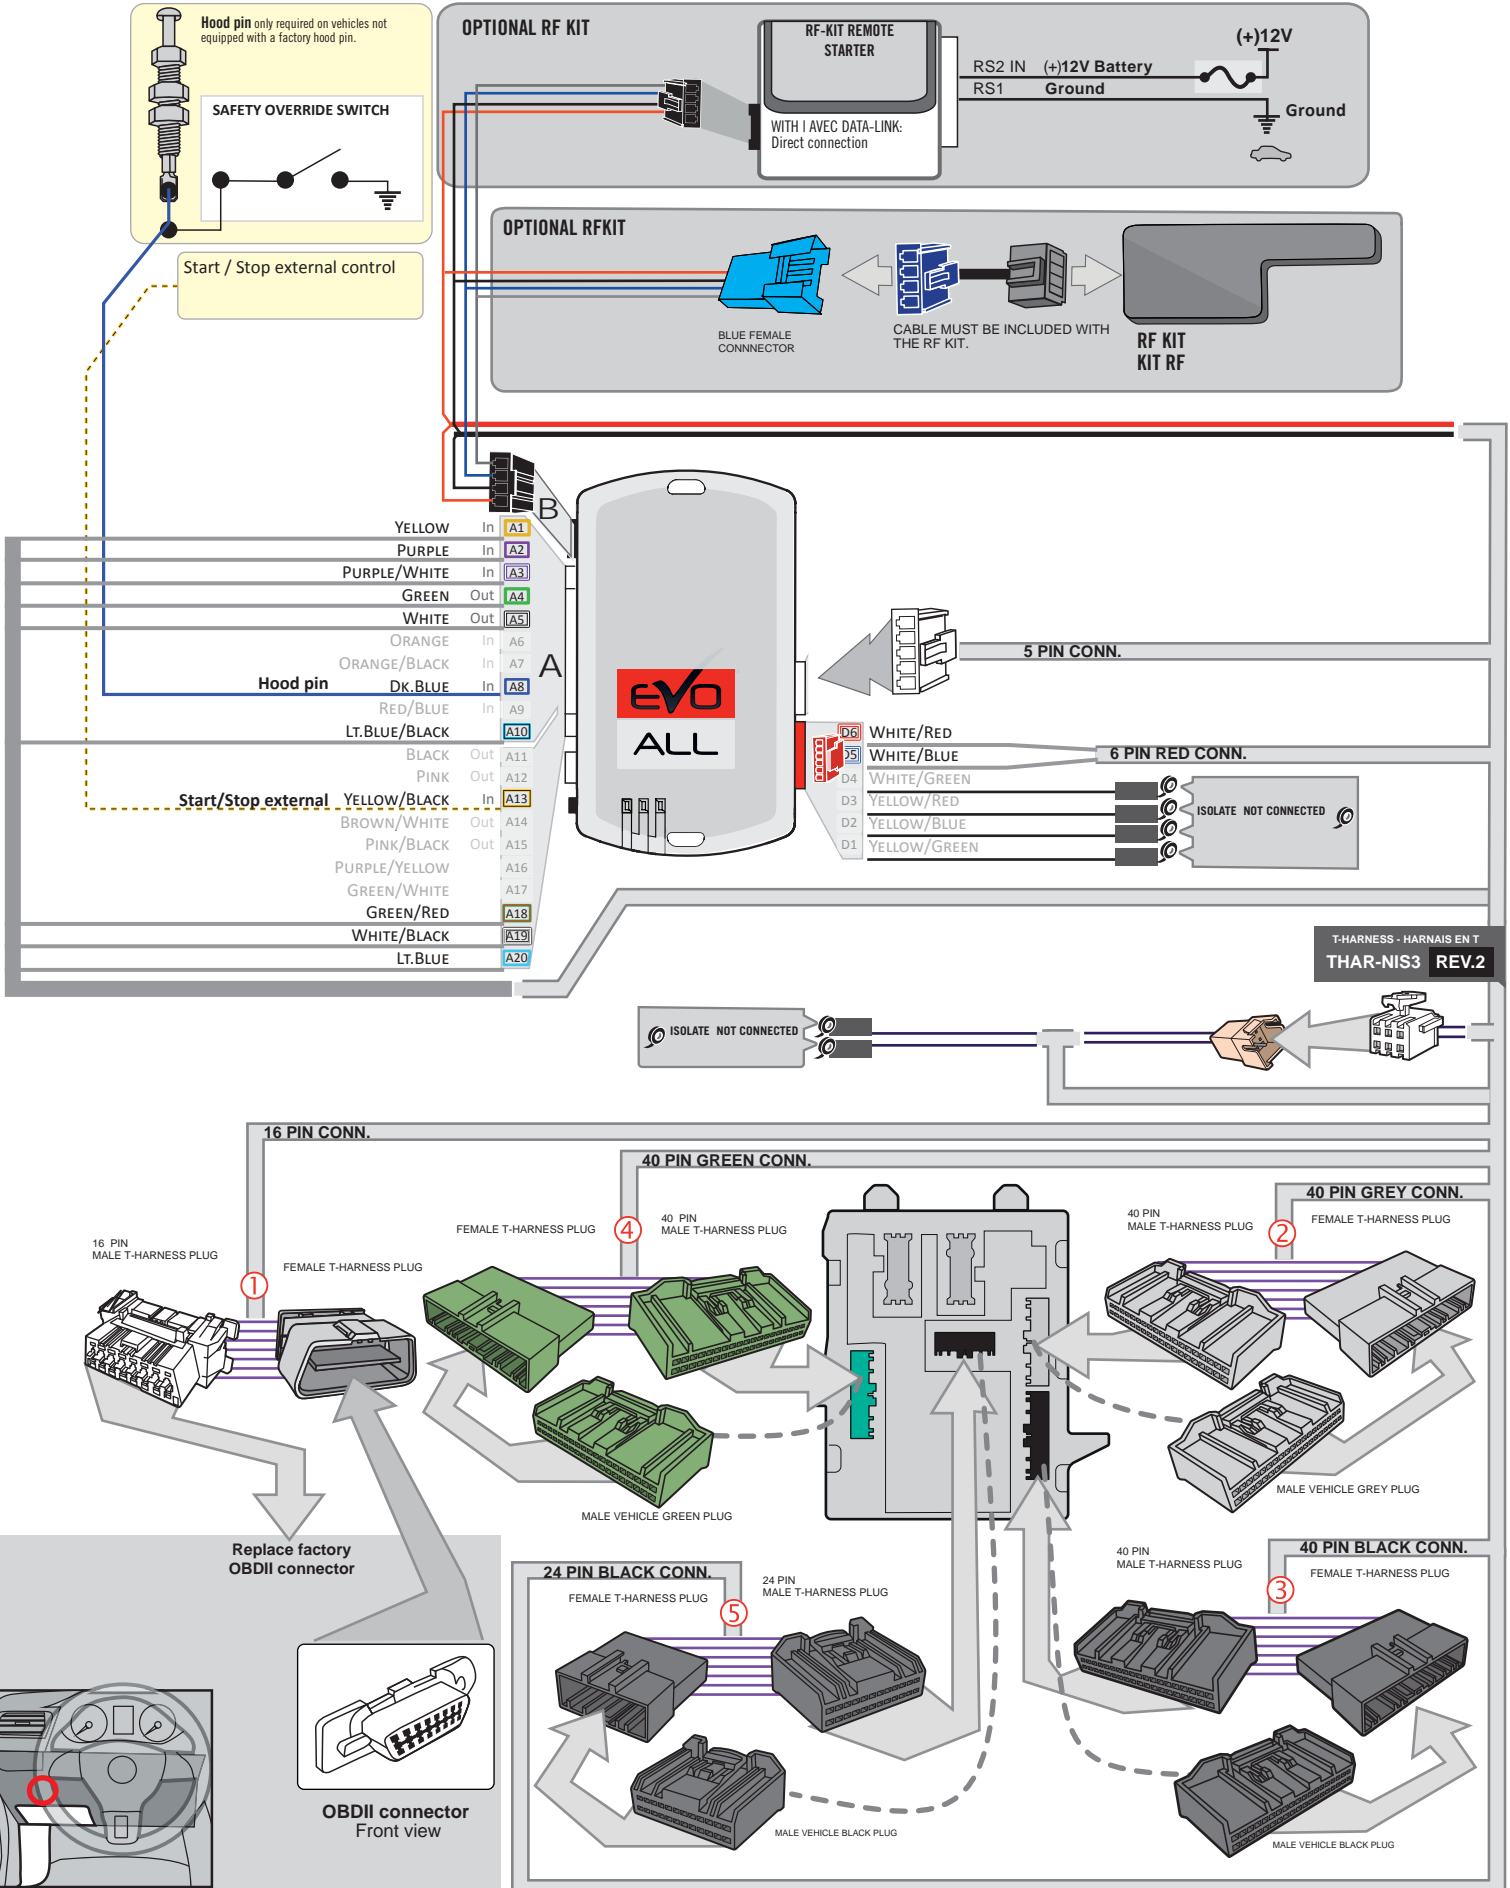 Hood pin only required on vehicles not
equipped with a factory hood pin.
SAFETY OVERRIDE SWITCH
Start / Stop external control
OPTIONAL RF KIT
RF-KIT REMOTE
STARTER
WITH I AVEC DATA-LINK:
Direct connection
RS2 IN (+)12V Battery
RS1 Ground
(+)12V
Ground
OPTIONAL RFKIT
BLUE FEMALE
CONNNECTOR
CABLE MUST BE INCLUDED WITH
THE RF KIT.
RF KIT
KIT RF
B
A
YELLOW In A1
PURPLE In A2
PURPLE/WHITE In A3
GREEN Out A4
WHITE Out A5
ORANGE In A6
ORANGE/BLACK In A7
Hood pin DK.BLUE In A8
RED/BLUE In A9
LT.BLUE/BLACK A10
BLACK Out A11
PINK Out A12
Start/Stop external YELLOW/BLACK In A13
BROWN/WHITE Out A14
PINK/BLACK Out A15
PURPLE/YELLOW A16
GREEN/WHITE A17
GREEN/RED A18
WHITE/BLACK A19
LT.BLUE A20
EVO
ALL
5 PIN CONN.
D6 WHITE/RED
D5 WHITE/BLUE
D4 WHITE/GREEN
D3 YELLOW/RED
D2 YELLOW/BLUE
D1 YELLOW/GREEN
6 PIN RED CONN.
ISOLATE NOT CONNECTED
T-HARNESS - HARNAIS EN T
THAR-NIS3 REV.2
ISOLATE NOT CONNECTED
16 PIN CONN.
40 PIN GREEN CONN.
40 PIN GREY CONN.
16 PIN
MALE T-HARNESS PLUG
1
FEMALE T-HARNESS PLUG
FEMALE T-HARNESS PLUG
4
40 PIN
MALE T-HARNESS PLUG
40 PIN
MALE T-HARNESS PLUG
2
FEMALE T-HARNESS PLUG
MALE VEHICLE GREEN PLUG
MALE VEHICLE GREY PLUG
Replace factory
OBDII connector
24 PIN BLACK CONN.
FEMALE T-HARNESS PLUG
5
24 PIN
MALE T-HARNESS PLUG
40 PIN BLACK CONN.
40 PIN
MALE T-HARNESS PLUG
3
FEMALE T-HARNESS PLUG
MALE VEHICLE BLACK PLUG
MALE VEHICLE BLACK PLUG
OBDII connector
Front view